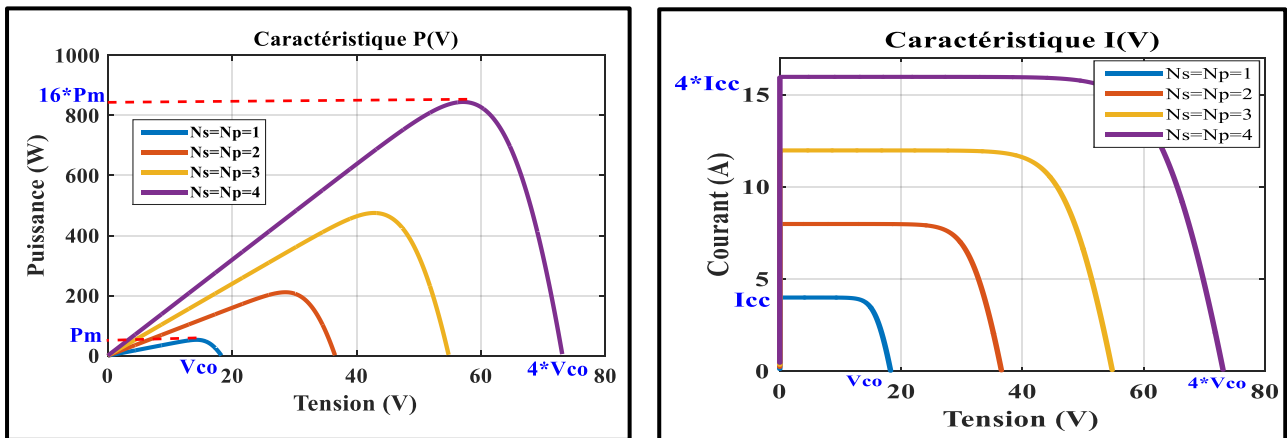 Caractéristique P(V)
1000
800
600
400
200
0
16*Pm
Pm
Puissance (W)
Ns=Np=1
Ns=Np=2
Ns=Np=3
Ns=Np=4
Vco
4*Vco
0 20 40 60 80
Tension (V)
Caractéristique I(V)
15
10
5
0
4*Icc
Icc
Courant (A)
Ns=Np=1
Ns=Np=2
Ns=Np=3
Ns=Np=4
Vco
4*Vco
0 20 40 60 80
Tension (V)